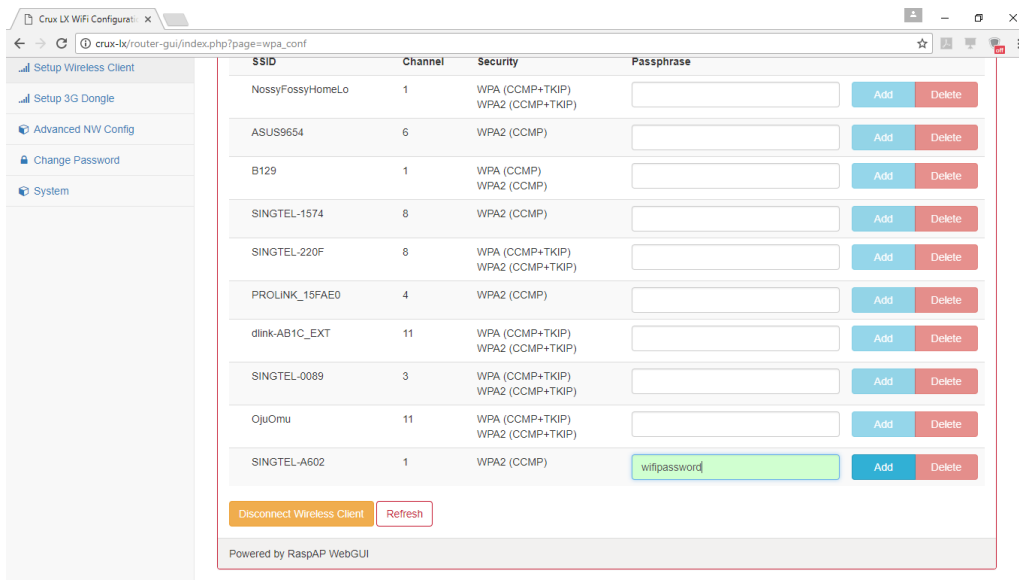 Crux LX WiFi Configuratio
crux-lx/router-gui/index.php?page=wpa_conf
off
Setup Wireless Client
Setup 3G Dongle
Advanced NW Config
Change Password
System
SSID Channel Security Passphrase
NossyFossyHomeLo 1 WPA (CCMP+TKIP) Add Delete
WPA2 (CCMP+TKIP)
ASUS9654 6 WPA2 (CCMP) Add Delete
B129 1 WPA (CCMP) Add Delete
WPA2 (CCMP)
SINGTEL-1574 8 WPA2 (CCMP) Add Delete
SINGTEL-220F 8 WPA (CCMP+TKIP) Add Delete
WPA2 (CCMP+TKIP)
PROLiNK_15FAE0 4 WPA2 (CCMP) Add Delete
dlink-AB1C_EXT 11 WPA (CCMP+TKIP) Add Delete
WPA2 (CCMP+TKIP)
SINGTEL-0089 3 WPA (CCMP+TKIP) Add Delete
WPA2 (CCMP+TKIP)
OjuOmu 11 WPA (CCMP+TKIP) Add Delete
WPA2 (CCMP+TKIP)
SINGTEL-A602 1 WPA2 (CCMP) wifipassword Add Delete
Disconnect Wireless Client Refresh
Powered by RaspAP WebGUI